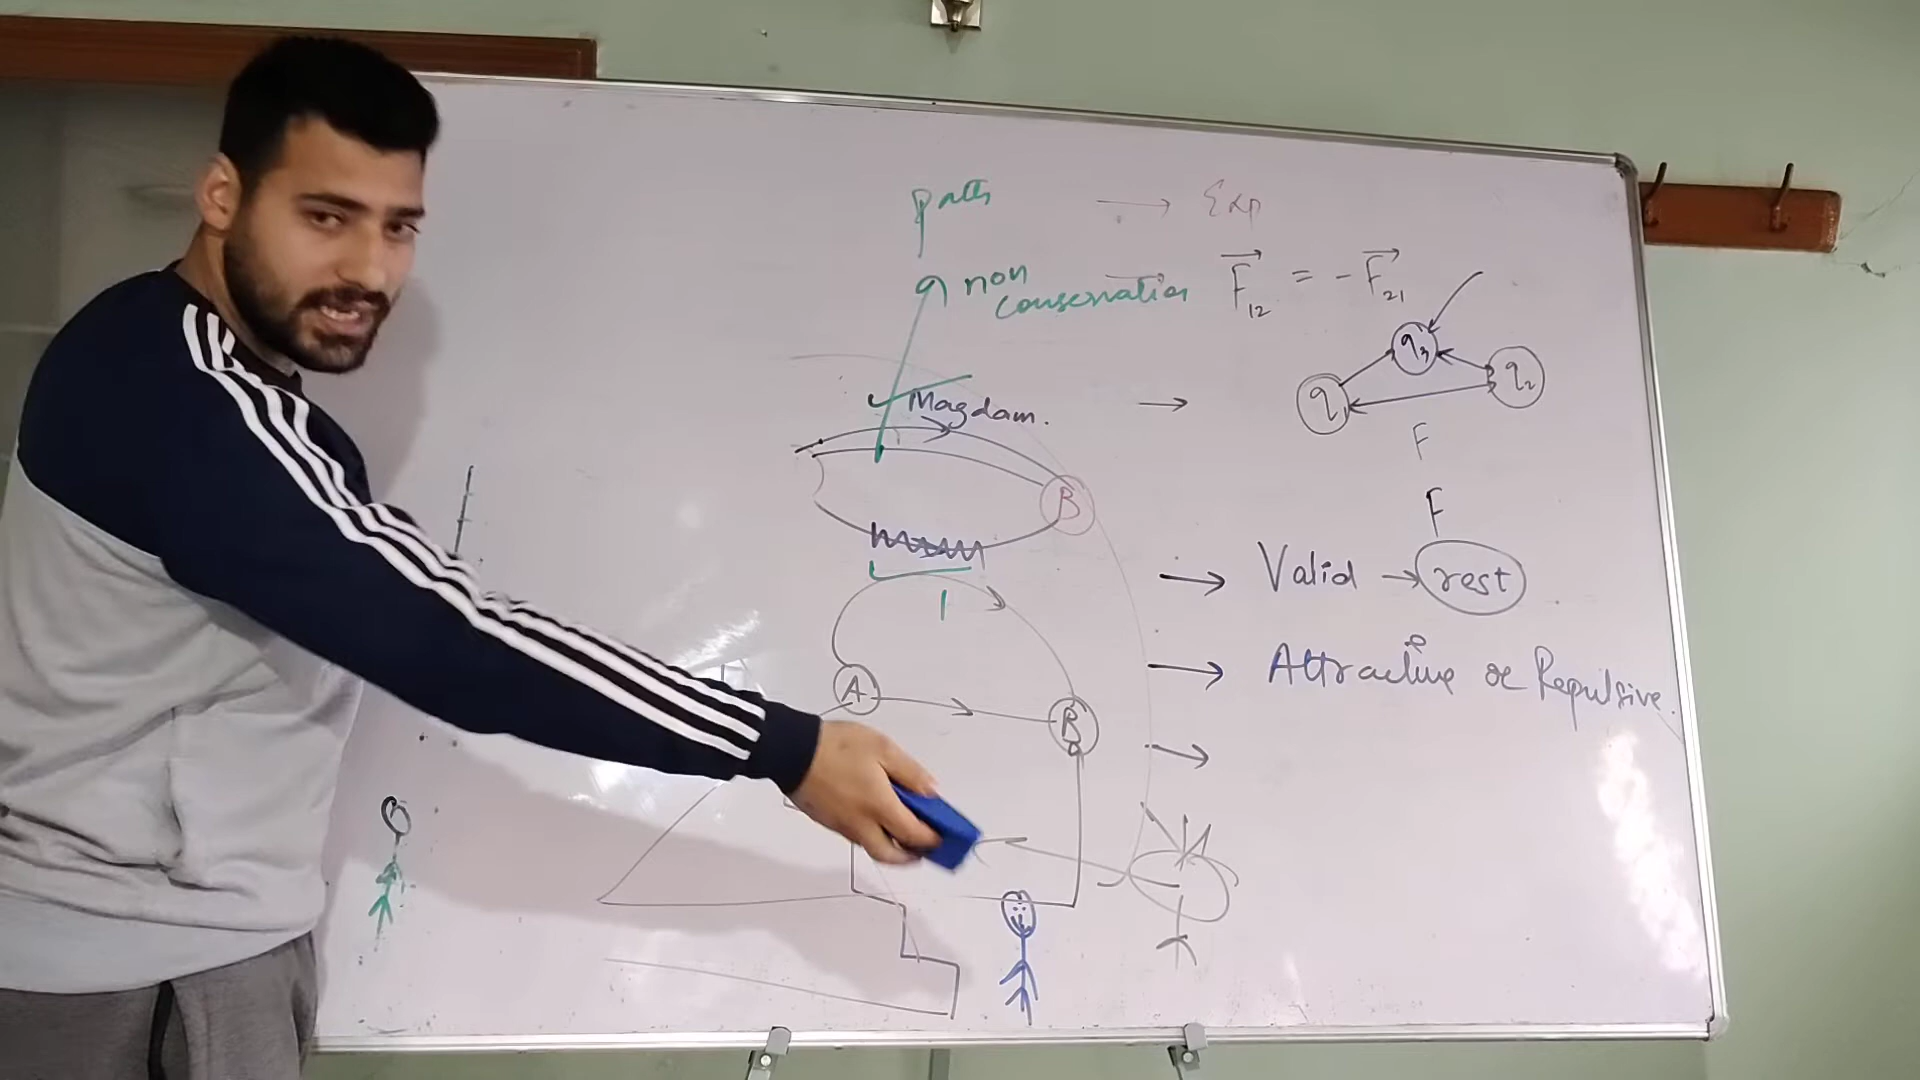 path → Exp
non
conservation
F₁₂ = - F₂₁
q₃
q₁ q₂
Magdam. →
F
B
F
→ Valid → rest
→ Attractive or Repulsive.
A B
→